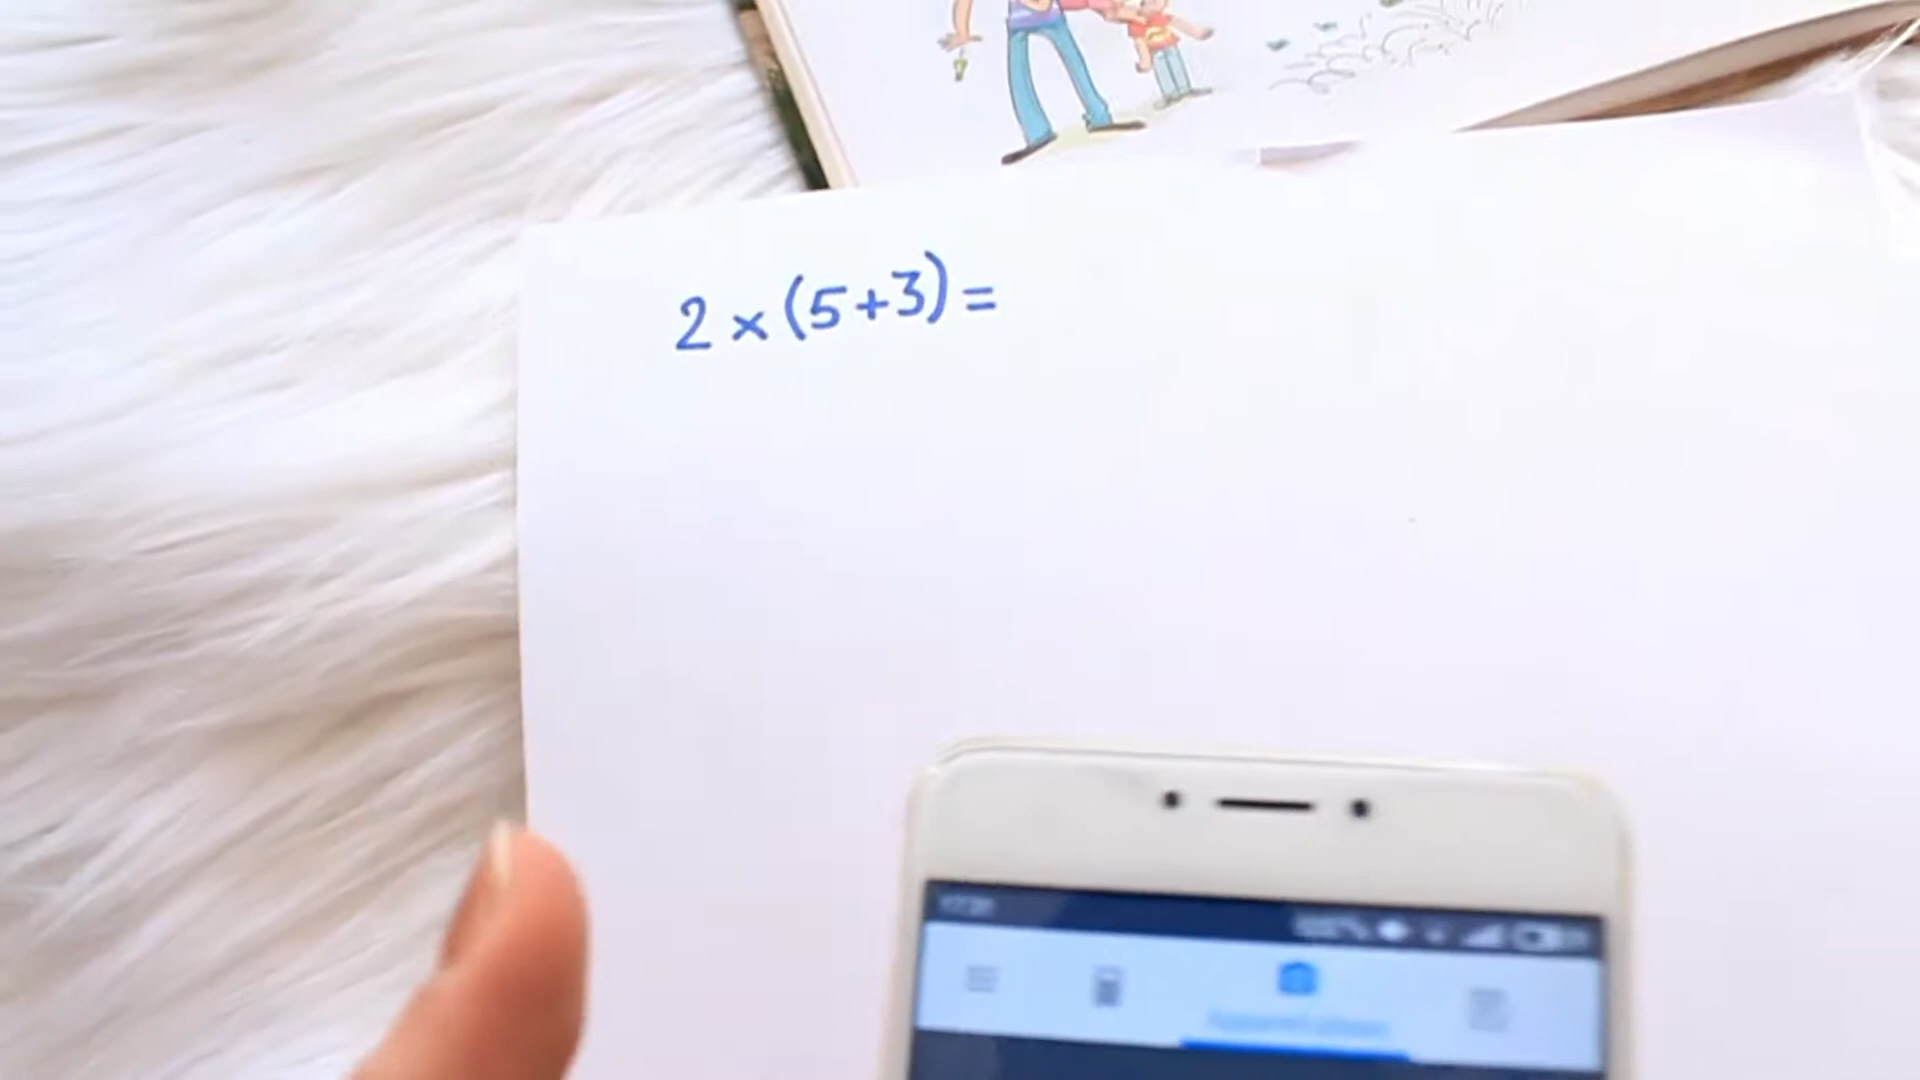 2 × (5+3) =